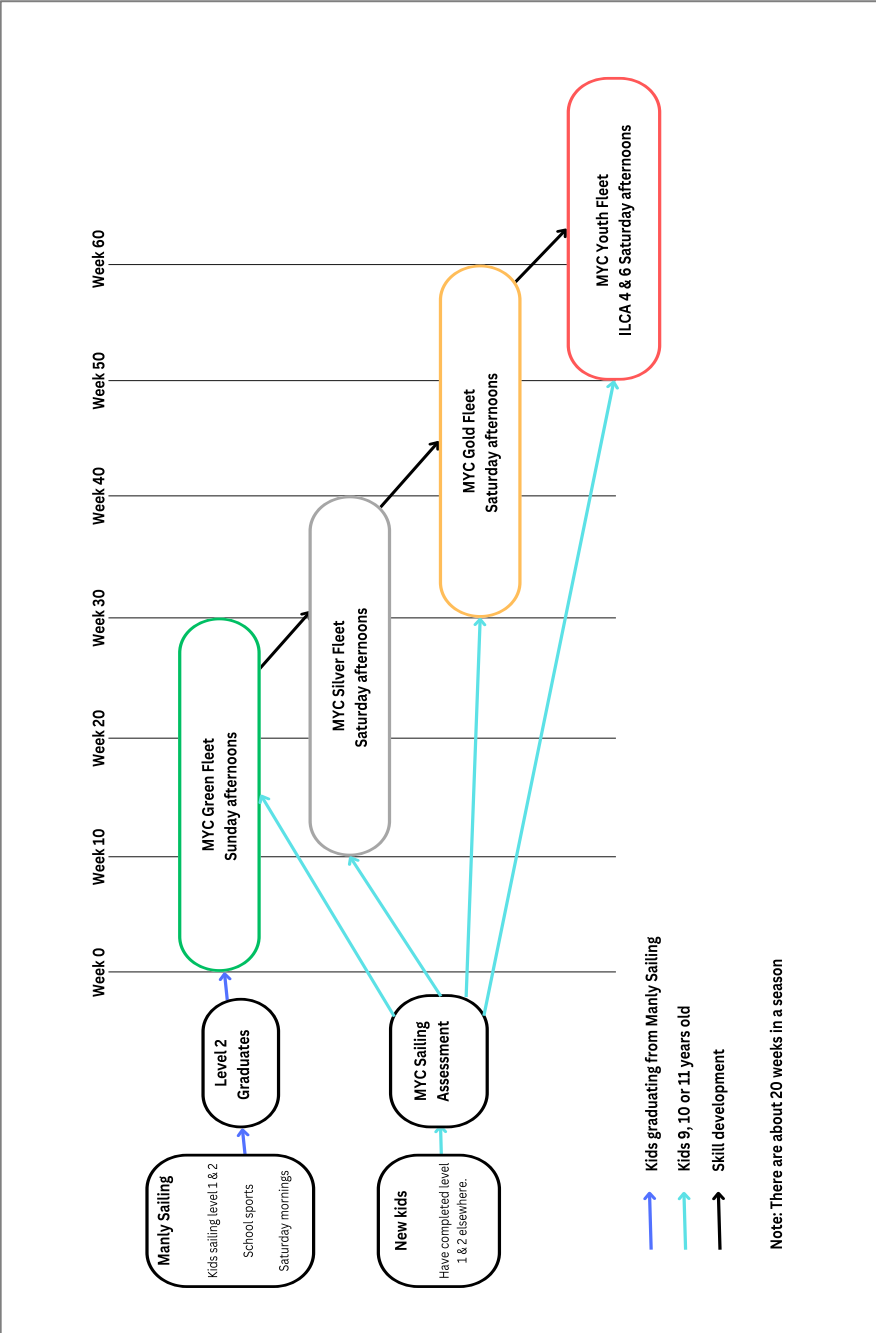 Week 0
Week 10
Week 20
Week 30
Week 40
Week 50
Week 60
Manly Sailing
Kids sailing level 1 & 2
School sports
Saturday mornings
Level 2
Graduates
MYC Green Fleet
Sunday afternoons
MYC Silver Fleet
Saturday afternoons
New kids
Have completed level
1 & 2 elsewhere.
MYC Sailing
Assessment
MYC Gold Fleet
Saturday afternoons
MYC Youth Fleet
ILCA 4 & 6 Saturday afternoons
Kids graduating from Manly Sailing
Kids 9, 10 or 11 years old
Skill development
Note: There are about 20 weeks in a season